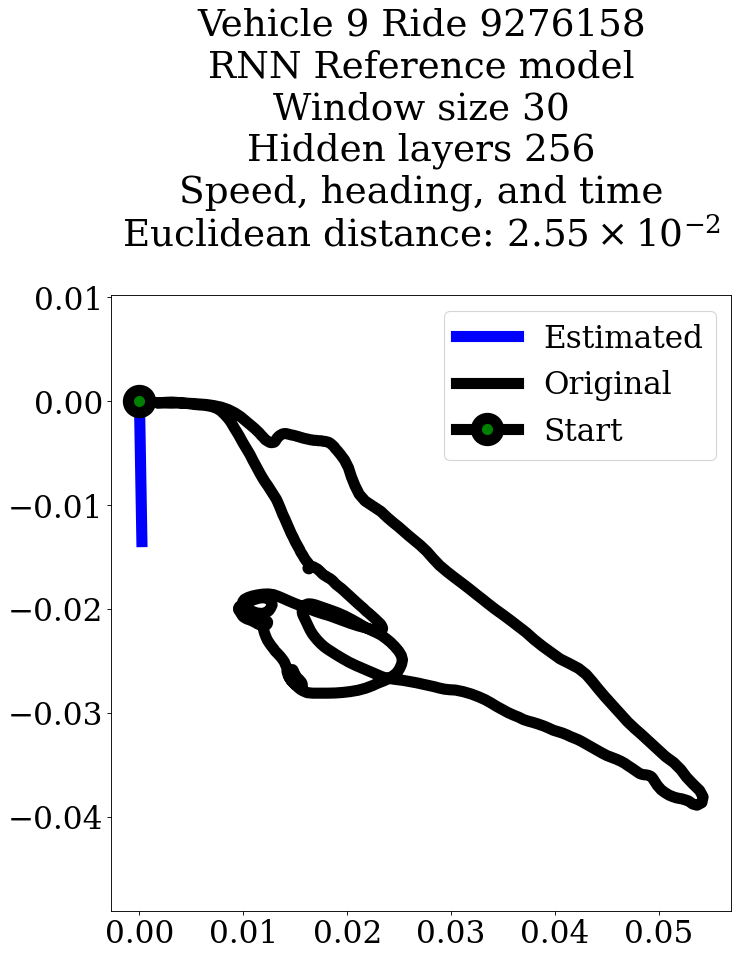 Vehicle 9 Ride 9276158
RNN Reference model
Window size 30
Hidden layers 256
Speed, heading, and time
Euclidean distance: 2.55 × 10⁻²
0.01
0.00
−0.01
−0.02
−0.03
−0.04
Estimated
Original
Start
0.00 0.01 0.02 0.03 0.04 0.05